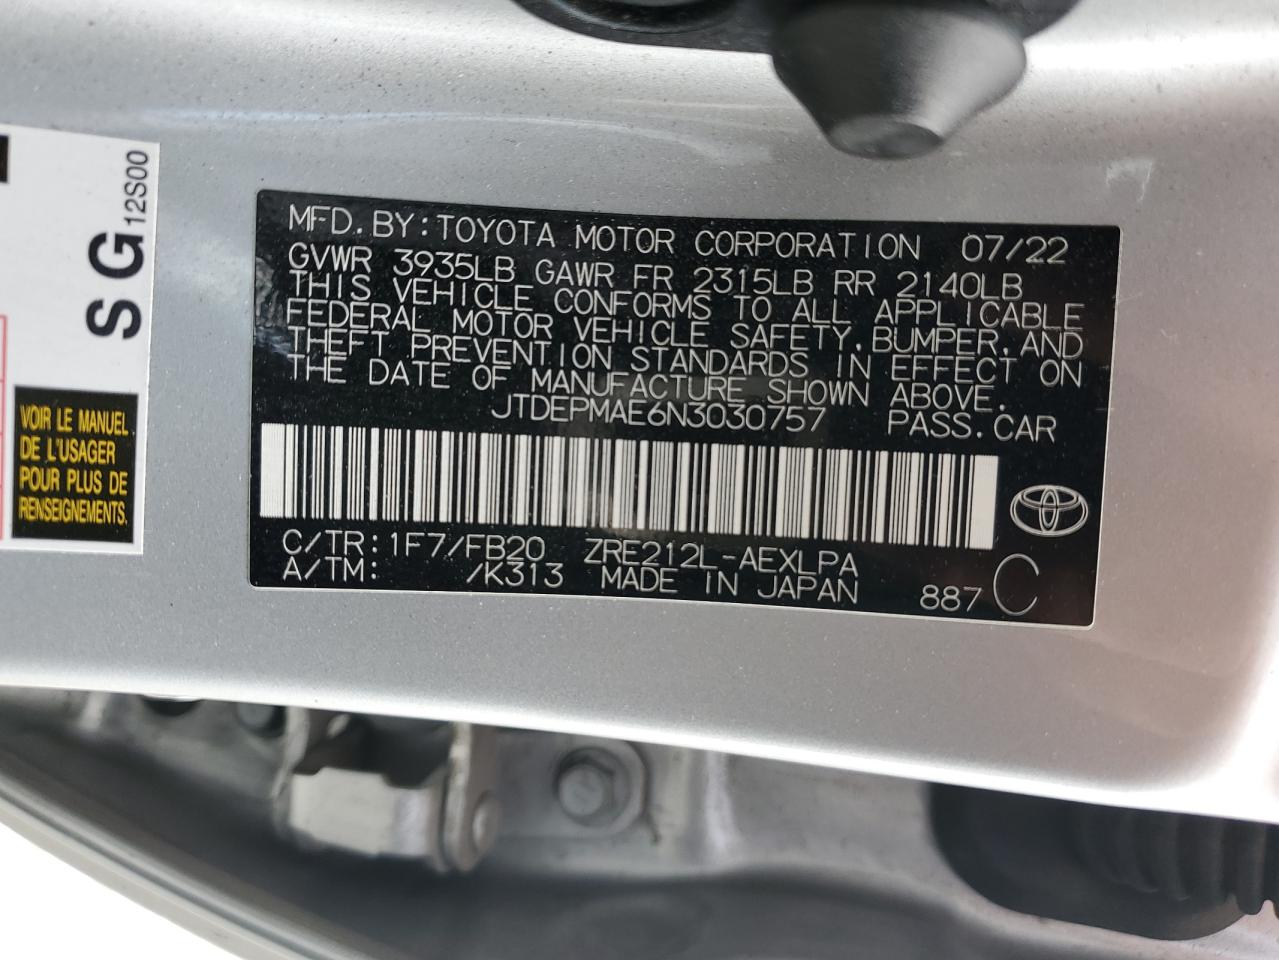 MFD. BY: TOYOTA MOTOR CORPORATION 07/22
GVWR 3935LB GAWR FR 2315LB RR 2140LB
THIS VEHICLE CONFORMS TO ALL APPLICABLE
FEDERAL MOTOR VEHICLE SAFETY, BUMPER, AND
THEFT PREVENTION STANDARDS IN EFFECT ON
THE DATE OF MANUFACTURE SHOWN ABOVE.
JTDEPMAE6N3030757 PASS.CAR
C/TR: 1F7/FB20 ZRE212L-AEXLPA
A/TM: /K313 MADE IN JAPAN 887 C
SG 12S00
VOIR LE MANUEL
DE L'USAGER
POUR PLUS DE
RENSEIGNEMENTS.